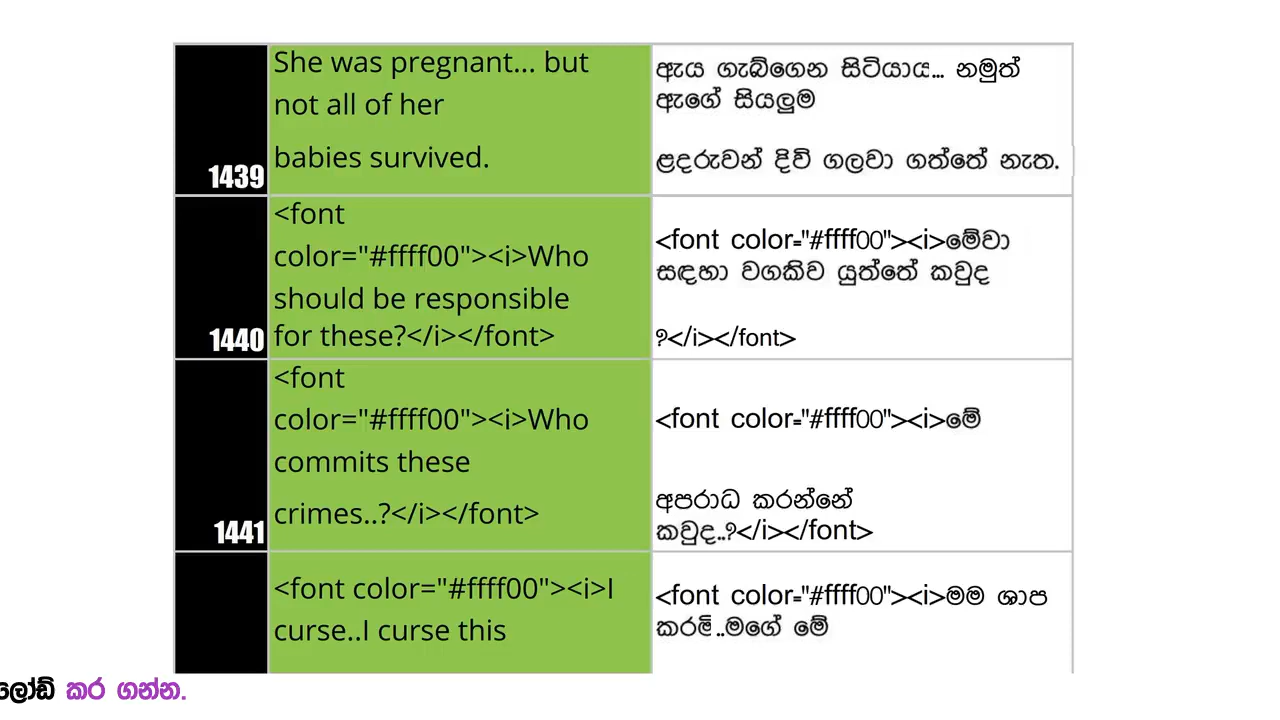 She was pregnant... but
not all of her
babies survived.
1439
ඇය ගැබ්ගෙන සිටියාය... නමුත්
ඇගේ සියලුම
ළදරුවන් දිවි ගලවා ගත්තේ නැත.
<font
color="#ffff00"><i>Who
should be responsible
for these?</i></font>
1440
<font color="#ffff00"><i>මේවා
සඳහා වගකිව යුත්තේ කවුද
?</i></font>
<font
color="#ffff00"><i>Who
commits these
crimes..?</i></font>
1441
<font color="#ffff00"><i>මේ
අපරාධ කරන්නේ
කවුද..?</i></font>
<font color="#ffff00"><i>I
curse..I curse this
<font color="#ffff00"><i>මම ශාප
කරමි..මගේ මේ
ලෝඩ් කර ගන්න.